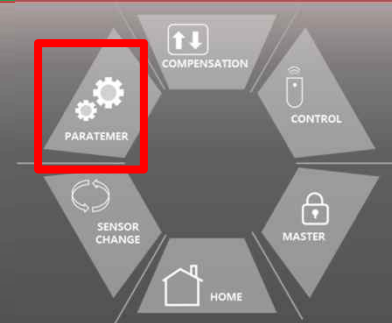 COMPENSATION
PARATEMER
CONTROL
SENSOR
CHANGE
MASTER
HOME